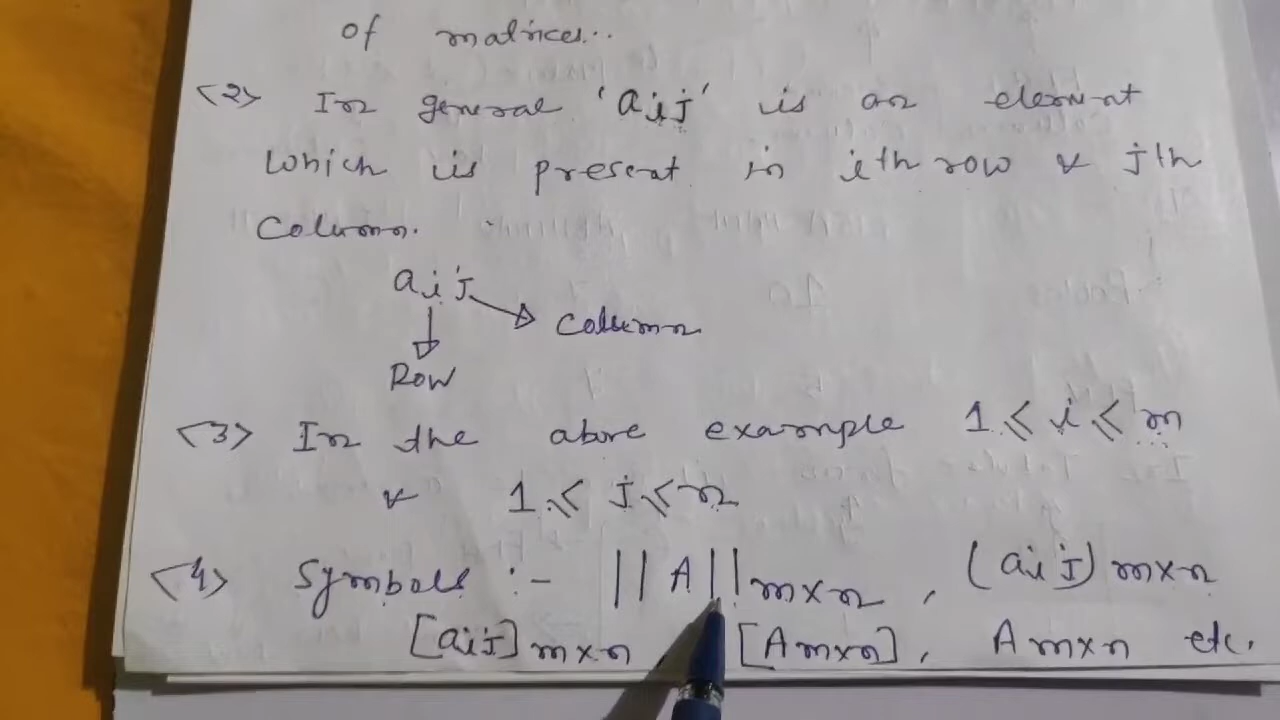 of matrices..
<2> In general 'aij' is an element
which is present in ith row & jth
Column.
aij
Column
Row
<3> In the above example 1 ⩽ i ⩽ m
& 1 ⩽ j ⩽ n
<4> Symbols :- ||A|| m×n , (aij) m×n
[aij] m×n [Am×n], Am×n etc.